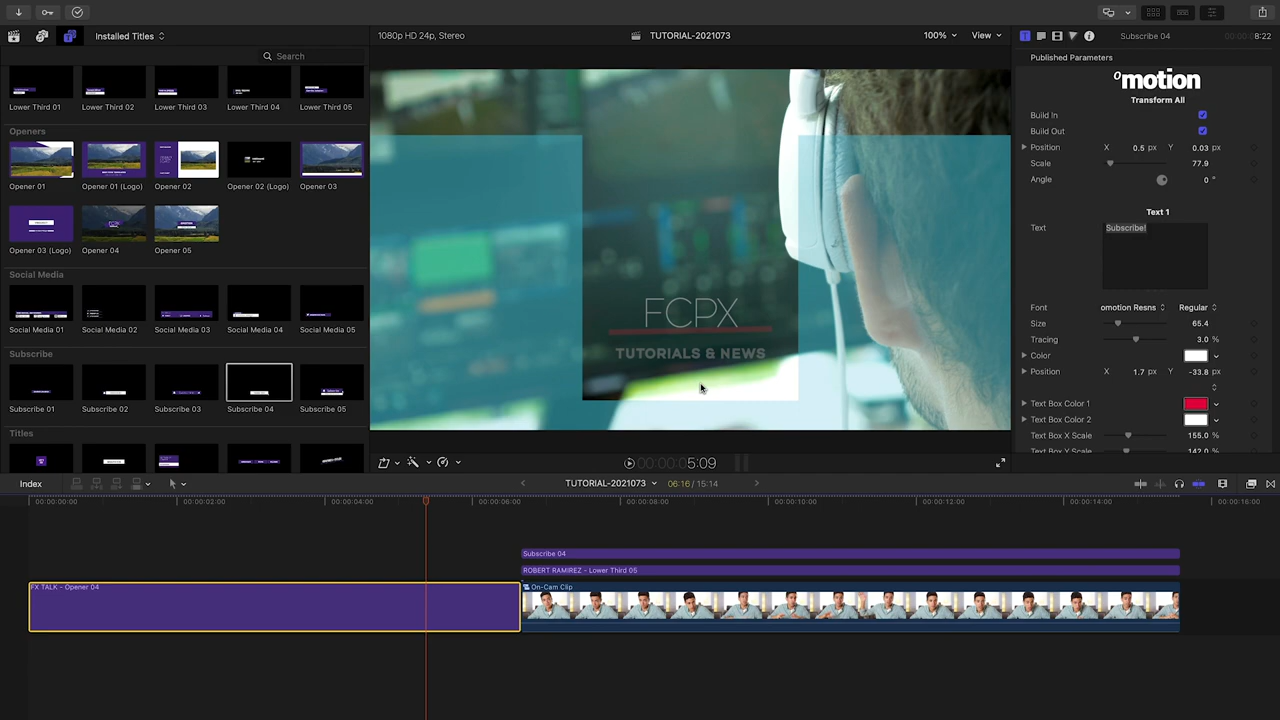 Installed Titles
1080p HD 24p, Stereo
TUTORIAL-2021073
100%
View
Subscribe 04
8:22
Search
Lower Third 01
Lower Third 02
Lower Third 03
Lower Third 04
Lower Third 05
Openers
Opener 01
Opener 01 (Logo)
Opener 02
Opener 02 (Logo)
Opener 03
Opener 03 (Logo)
Opener 04
Opener 05
Social Media
Social Media 01
Social Media 02
Social Media 03
Social Media 04
Social Media 05
Subscribe
Subscribe 01
Subscribe 02
Subscribe 03
Subscribe 04
Subscribe 05
Titles
FCPX
TUTORIALS & NEWS
00:00:00:05:09
Published Parameters
omotion
Transform All
Build In
Build Out
Position X 0.5 px Y 0.03 px
Scale 77.9
Angle 0 °
Text 1
Text Subscribe!
Font omotion Resns Regular
Size 65.4
Tracing 3.0 %
Color
Position X 1.7 px -33.8 px
Text Box Color 1
Text Box Color 2
Text Box X Scale 155.0 %
142.0 %
Index
TUTORIAL-2021073
06:16 / 15:14
00:00:00:00
00:00:02:00
00:00:04:00
00:00:06:00
00:00:08:00
00:00:10:00
00:00:12:00
00:00:14:00
00:00:16:00
Subscribe 04
ROBERT RAMIREZ - Lower Third 05
FX TALK - Opener 04
On-Cam Clip